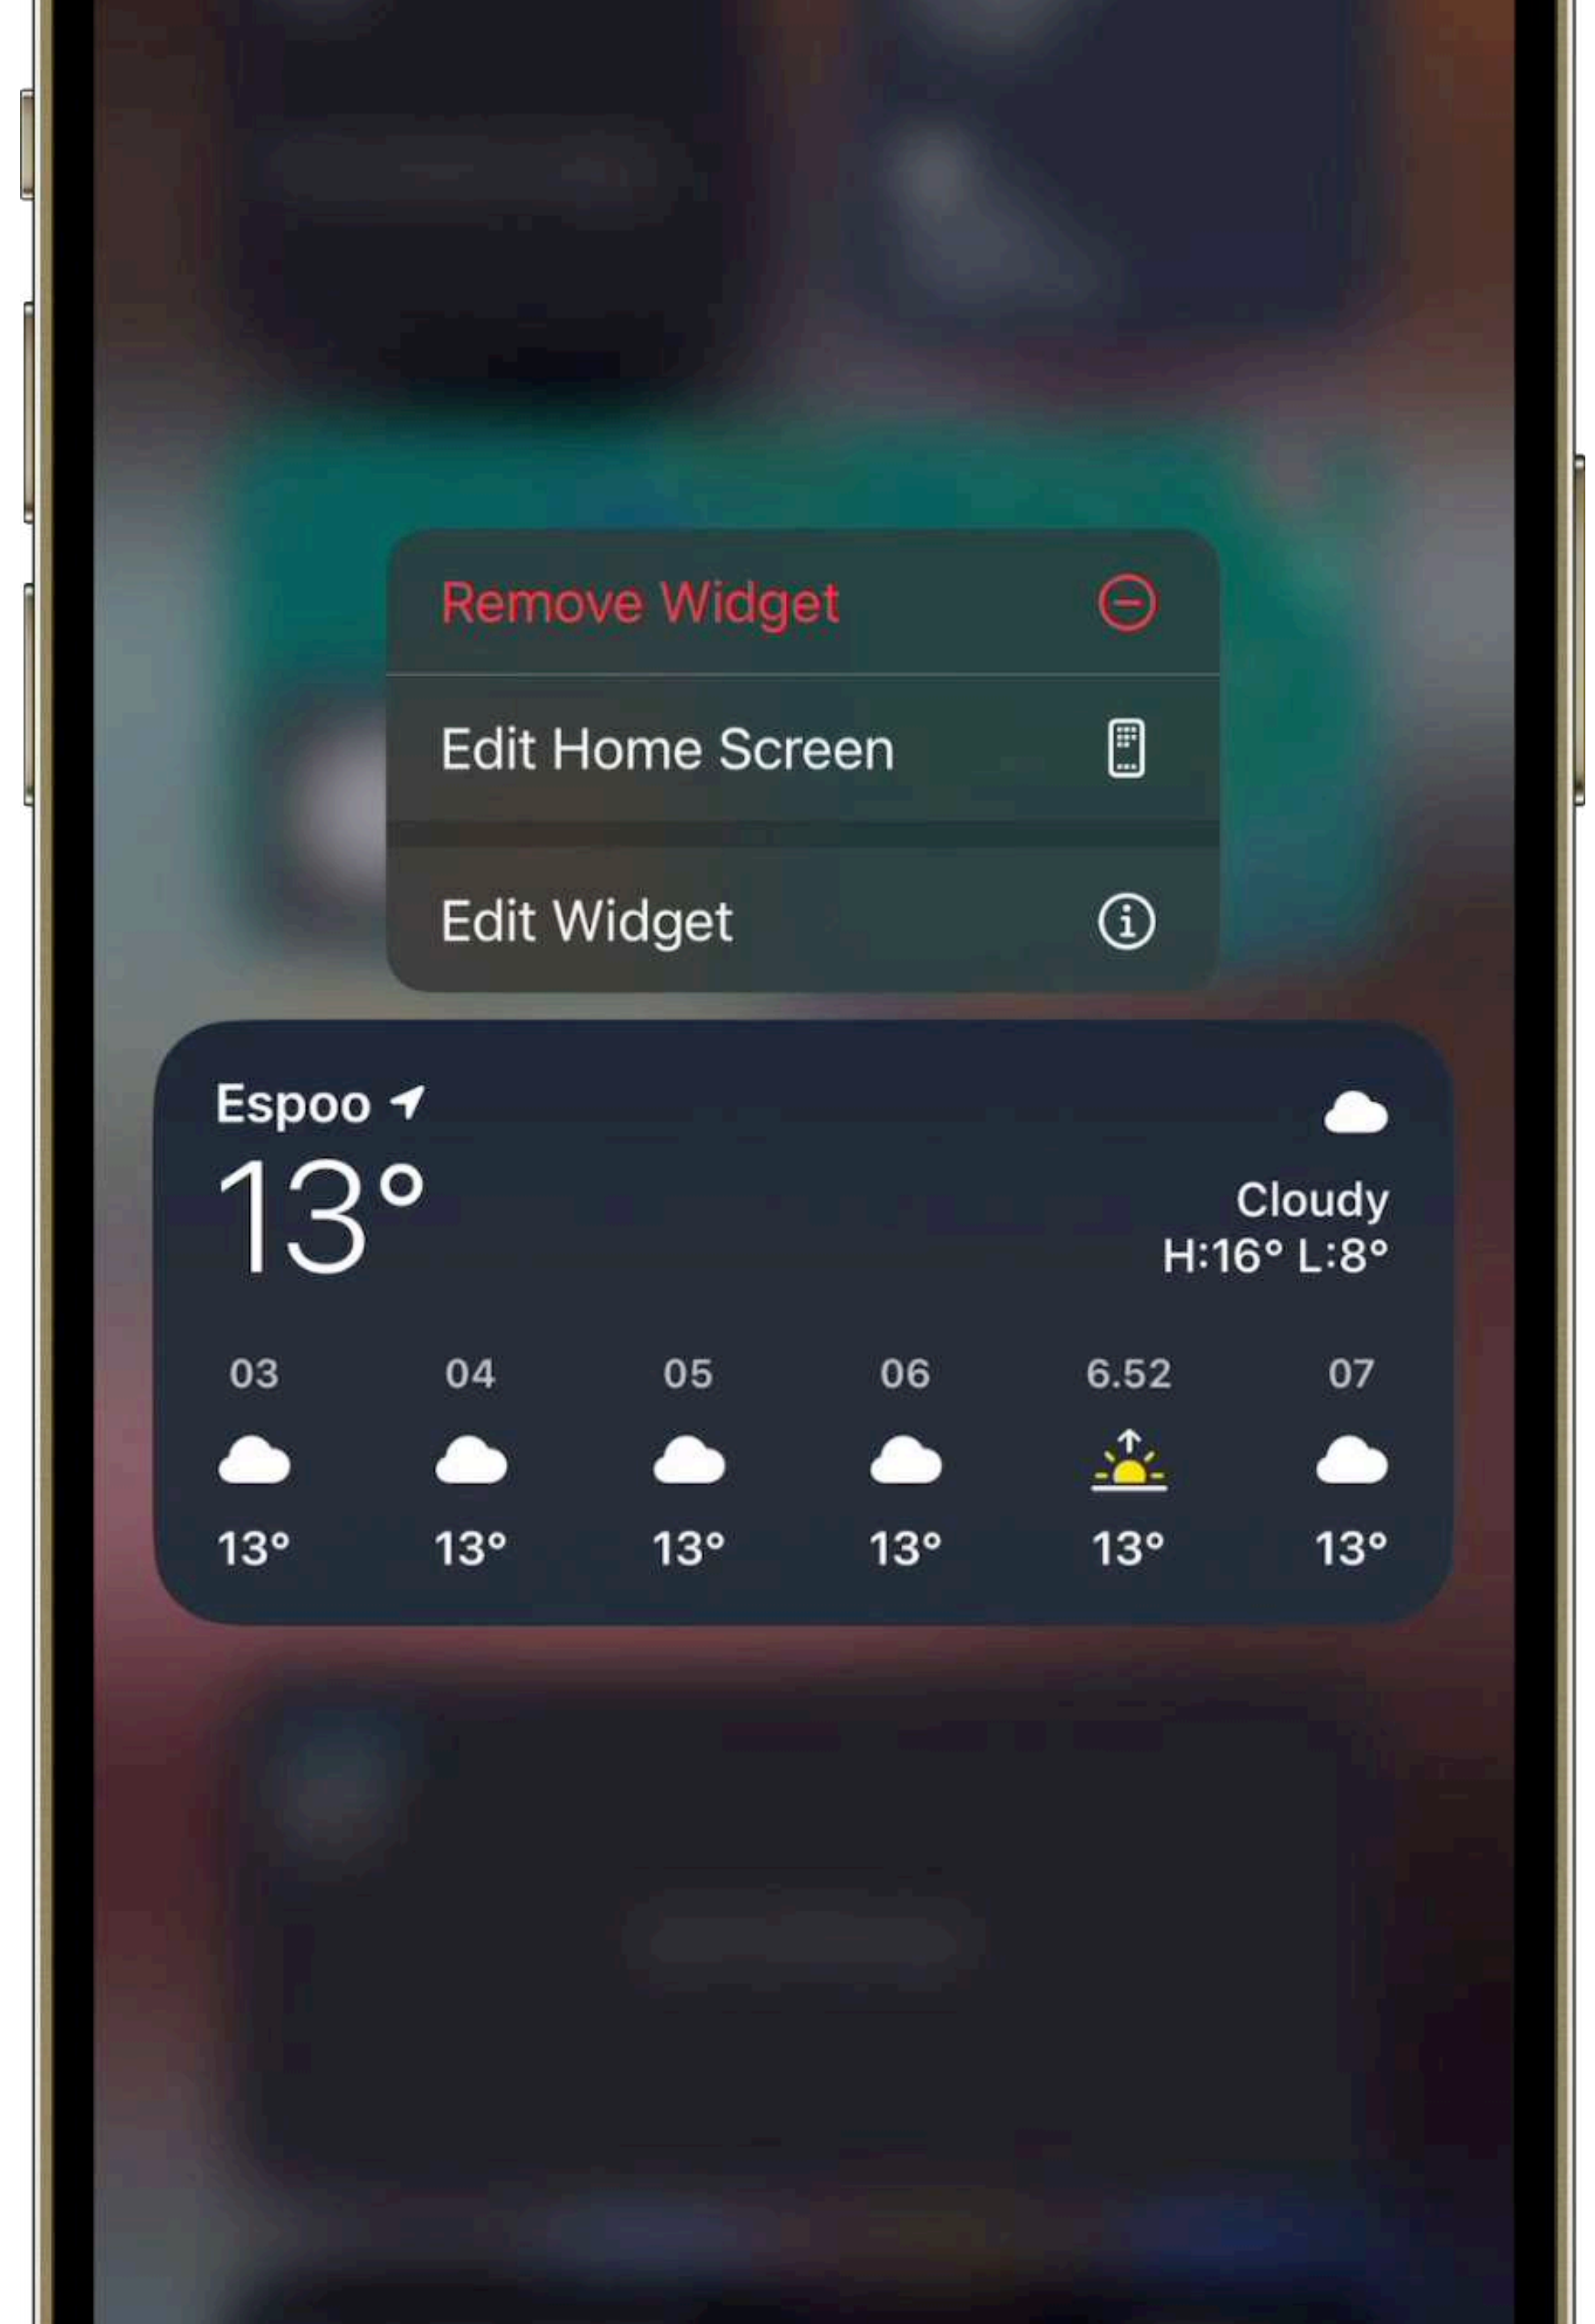 Remove Widget
Edit Home Screen
Edit Widget
Espoo
13°
Cloudy
H:16° L:8°
03 04 05 06 6.52 07
13° 13° 13° 13° 13° 13°